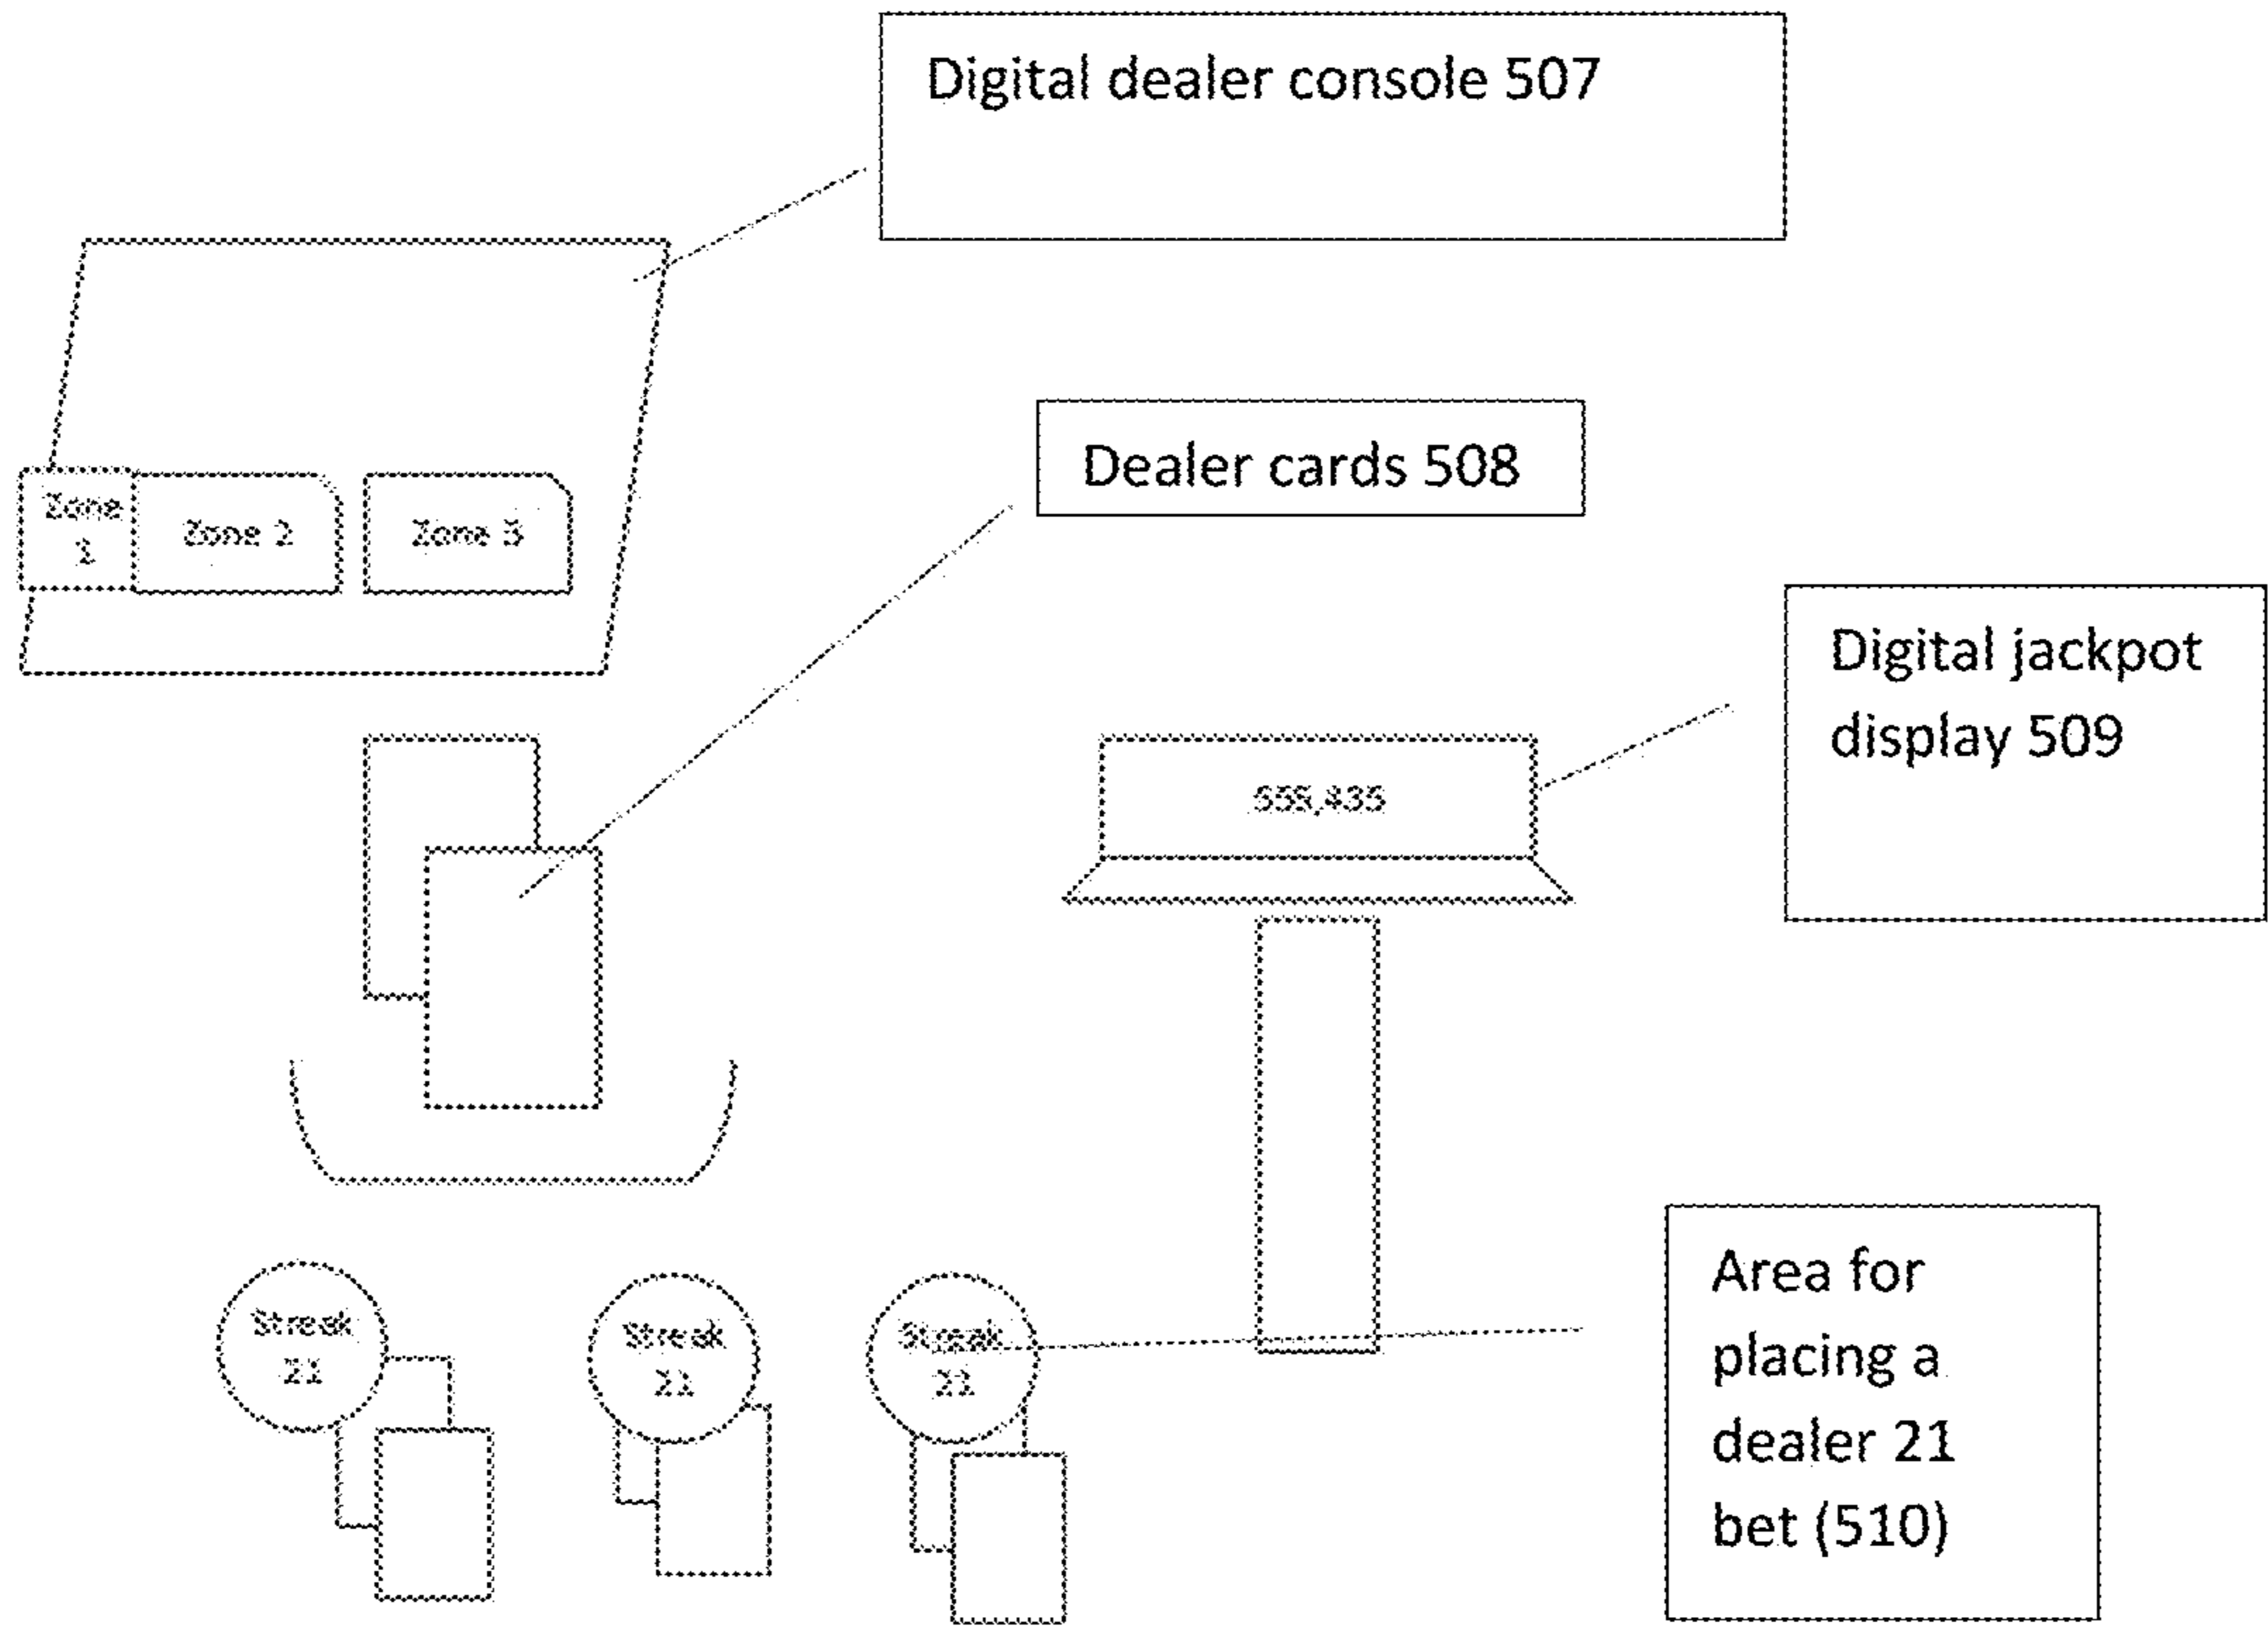 Digital dealer console 507
Dealer cards 508
Zone
1
Zone 2
Zone 3
Digital jackpot
display 509
Area for
placing a
dealer 21
bet (510)
Streak
21
Streak
21
Streak
21